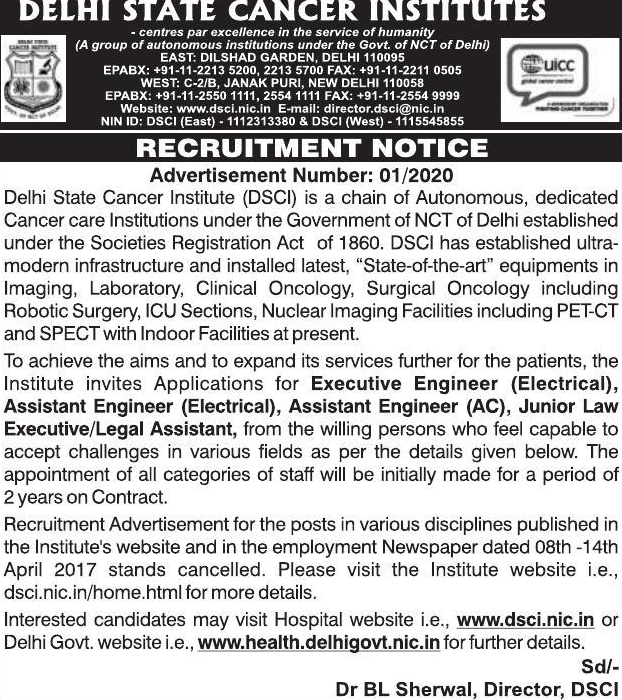 DELHI STATE CANCER INSTITUTES
- centres par excellence in the service of humanity
(A group of autonomous institutions under the Govt. of NCT of Delhi)
EAST: DILSHAD GARDEN, DELHI 110095
EPABX: +91-11-2213 5200, 2213 5700 FAX: +91-11-2211 0505
WEST: C-2/B, JANAK PURI, NEW DELHI 110058
EPABX: +91-11-2550 1111, 2554 1111 FAX: +91-11-2554 9999
Website: www.dsci.nic.in E-mail: director.dsci@nic.in
NIN ID: DSCI (East) - 1112313380 & DSCI (West) - 1115545855
uicc
global cancer control
A MEMBERSHIP ORGANISATION
FIGHTING CANCER TOGETHER
RECRUITMENT NOTICE
Advertisement Number: 01/2020
Delhi State Cancer Institute (DSCI) is a chain of Autonomous, dedicated
Cancer care Institutions under the Government of NCT of Delhi established
under the Societies Registration Act of 1860. DSCI has established ultra-
modern infrastructure and installed latest, “State-of-the-art” equipments in
Imaging, Laboratory, Clinical Oncology, Surgical Oncology including
Robotic Surgery, ICU Sections, Nuclear Imaging Facilities including PET-CT
and SPECT with Indoor Facilities at present.
To achieve the aims and to expand its services further for the patients, the
Institute invites Applications for Executive Engineer (Electrical),
Assistant Engineer (Electrical), Assistant Engineer (AC), Junior Law
Executive/Legal Assistant, from the willing persons who feel capable to
accept challenges in various fields as per the details given below. The
appointment of all categories of staff will be initially made for a period of
2 years on Contract.
Recruitment Advertisement for the posts in various disciplines published in
the Institute's website and in the employment Newspaper dated 08th -14th
April 2017 stands cancelled. Please visit the Institute website i.e.,
dsci.nic.in/home.html for more details.
Interested candidates may visit Hospital website i.e., www.dsci.nic.in or
Delhi Govt. website i.e., www.health.delhigovt.nic.in for further details.
Sd/-
Dr BL Sherwal, Director, DSCI